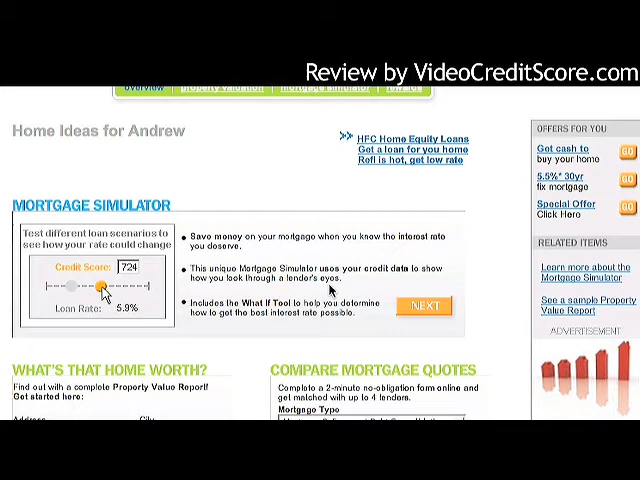 Review by VideoCreditScore.com
overview property valuation mortgage simulator
Home Ideas for Andrew
HFC Home Equity Loans
Get a loan for you home
Refi is hot, get low rate
OFFERS FOR YOU
Get cash to GO
buy your home
5.5%* 30yr GO
fix mortgage
Special Offer GO
Click Here
MORTGAGE SIMULATOR
Test different loan scenarios to
see how your rate could change
Credit Score: 724
Loan Rate: 5.9%
Save money on your mortgage when you know the interest rate
you deserve.
This unique Mortgage Simulator uses your credit data to show
how you look through a lender's eyes.
Includes the What If Tool to help you determine
how to get the best interest rate possible.
NEXT
RELATED ITEMS
Learn more about the
Mortgage Simulator
See a sample Property
Value Report
ADVERTISEMENT
WHAT'S THAT HOME WORTH?
Find out with a complete Property Value Report!
Get started here:
Address City
COMPARE MORTGAGE QUOTES
Complete a 2-minute no-obligation form online and
get matched with up to 4 lenders.
Mortgage Type